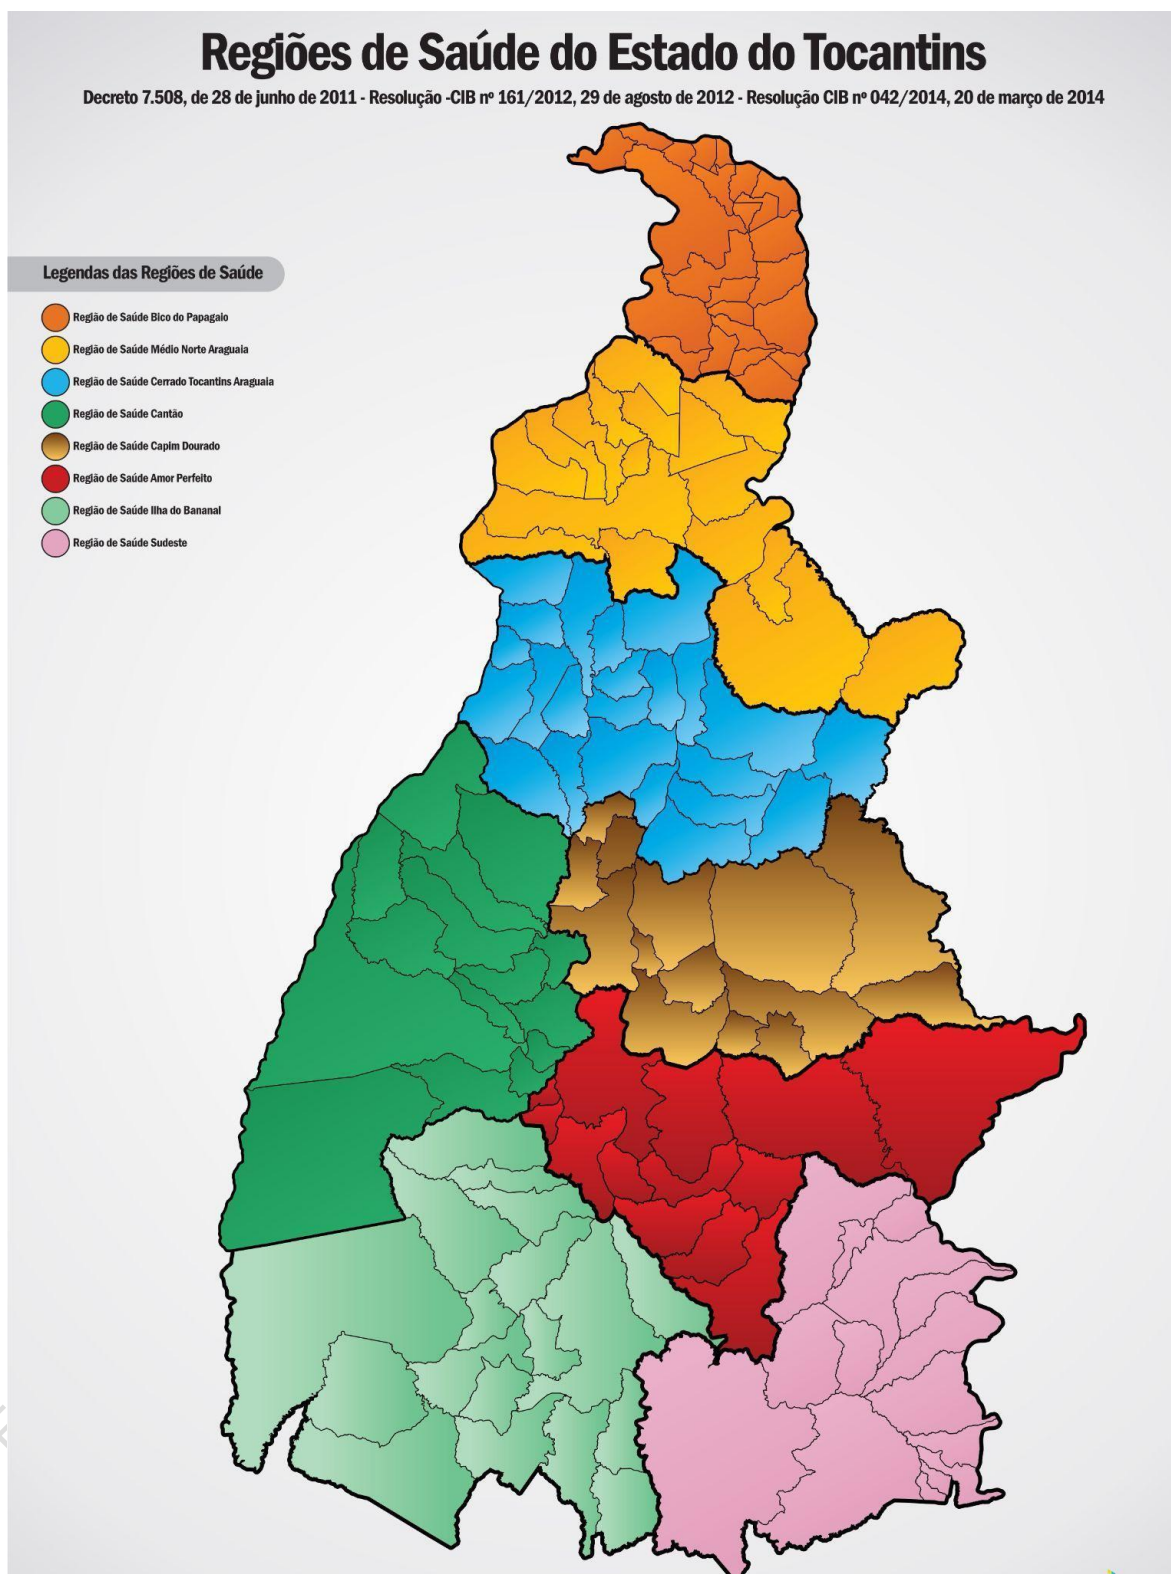 Regiões de Saúde do Estado do Tocantins
Decreto 7.508, de 28 de junho de 2011 - Resolução -CIB nº 161/2012, 29 de agosto de 2012 - Resolução CIB nº 042/2014, 20 de março de 2014
Legendas das Regiões de Saúde
Região de Saúde Bico do Papagaio
Região de Saúde Médio Norte Araguaia
Região de Saúde Cerrado Tocantins Araguaia
Região de Saúde Cantão
Região de Saúde Capim Dourado
Região de Saúde Amor Perfeito
Região de Saúde Ilha do Bananal
Região de Saúde Sudeste